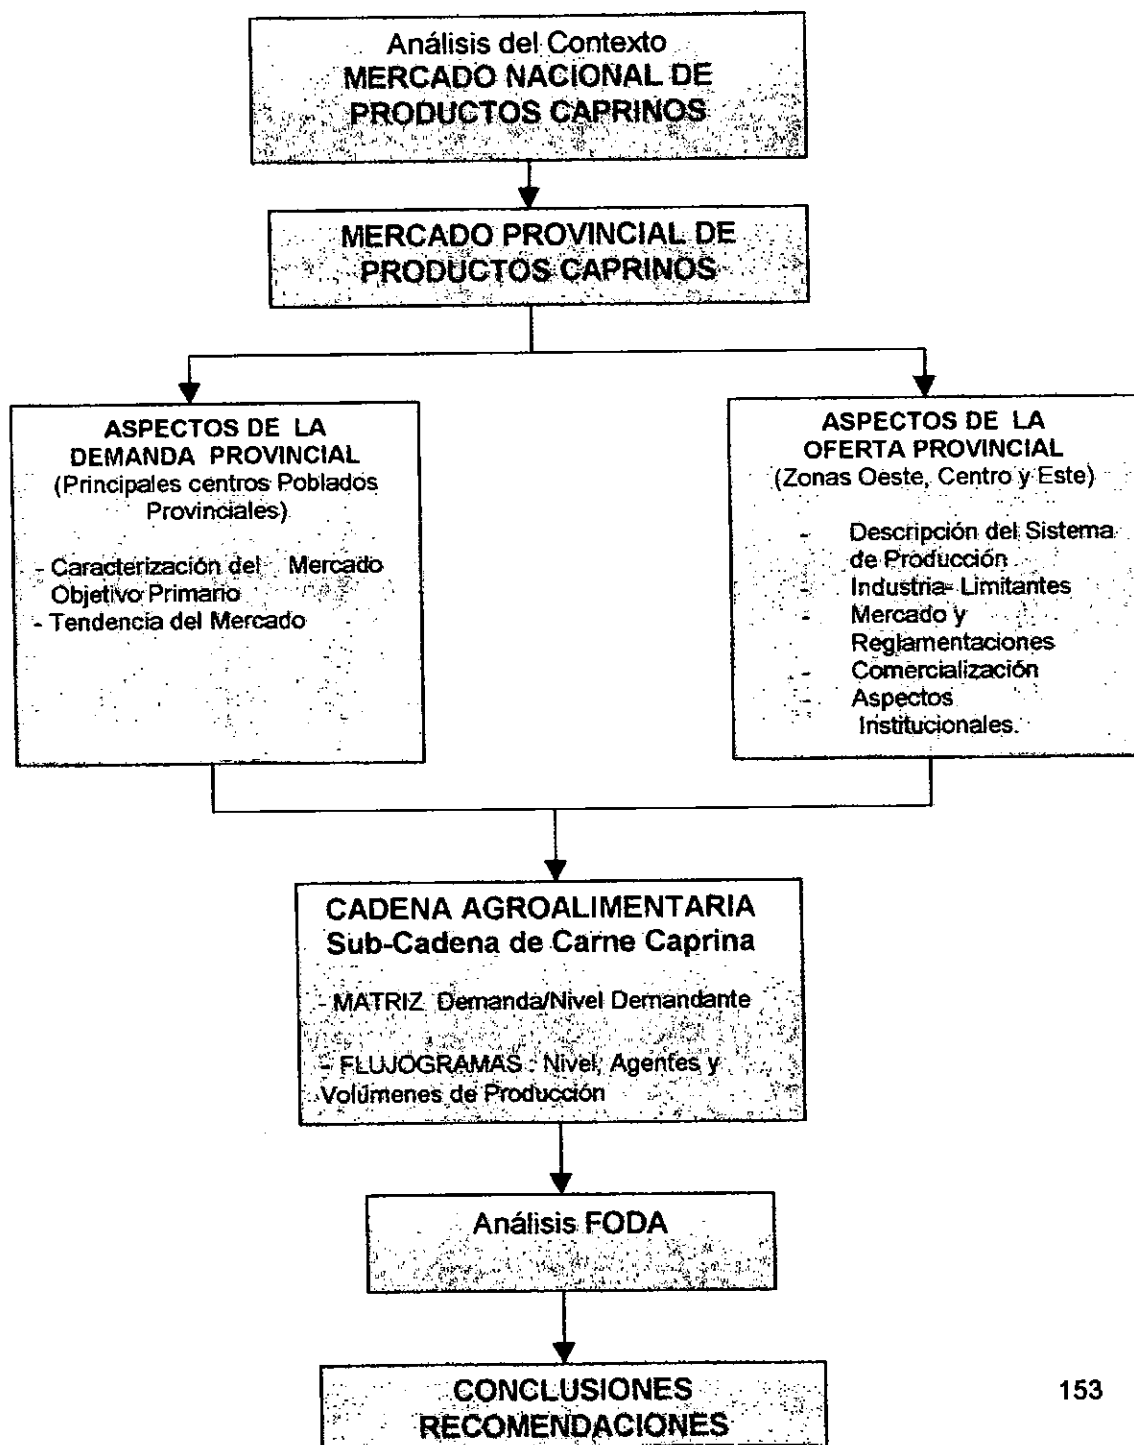 Análisis del Contexto
MERCADO NACIONAL DE
PRODUCTOS CAPRINOS
MERCADO PROVINCIAL DE
PRODUCTOS CAPRINOS
ASPECTOS DE LA
DEMANDA PROVINCIAL
(Principales centros Poblados
Provinciales)
- Caracterización del Mercado
Objetivo Primario
- Tendencia del Mercado
ASPECTOS DE LA
OFERTA PROVINCIAL
(Zonas Oeste, Centro y Este)
- Descripción del Sistema
de Producción
- Industria- Limitantes
- Mercado y
Reglamentaciones
- Comercialización
- Aspectos
Institucionales.
CADENA AGROALIMENTARIA
Sub-Cadena de Carne Caprina
- MATRIZ Demanda/Nivel Demandante
- FLUJOGRAMAS : Nivel, Agentes y
Volúmenes de Producción
Análisis FODA
CONCLUSIONES
RECOMENDACIONES
153